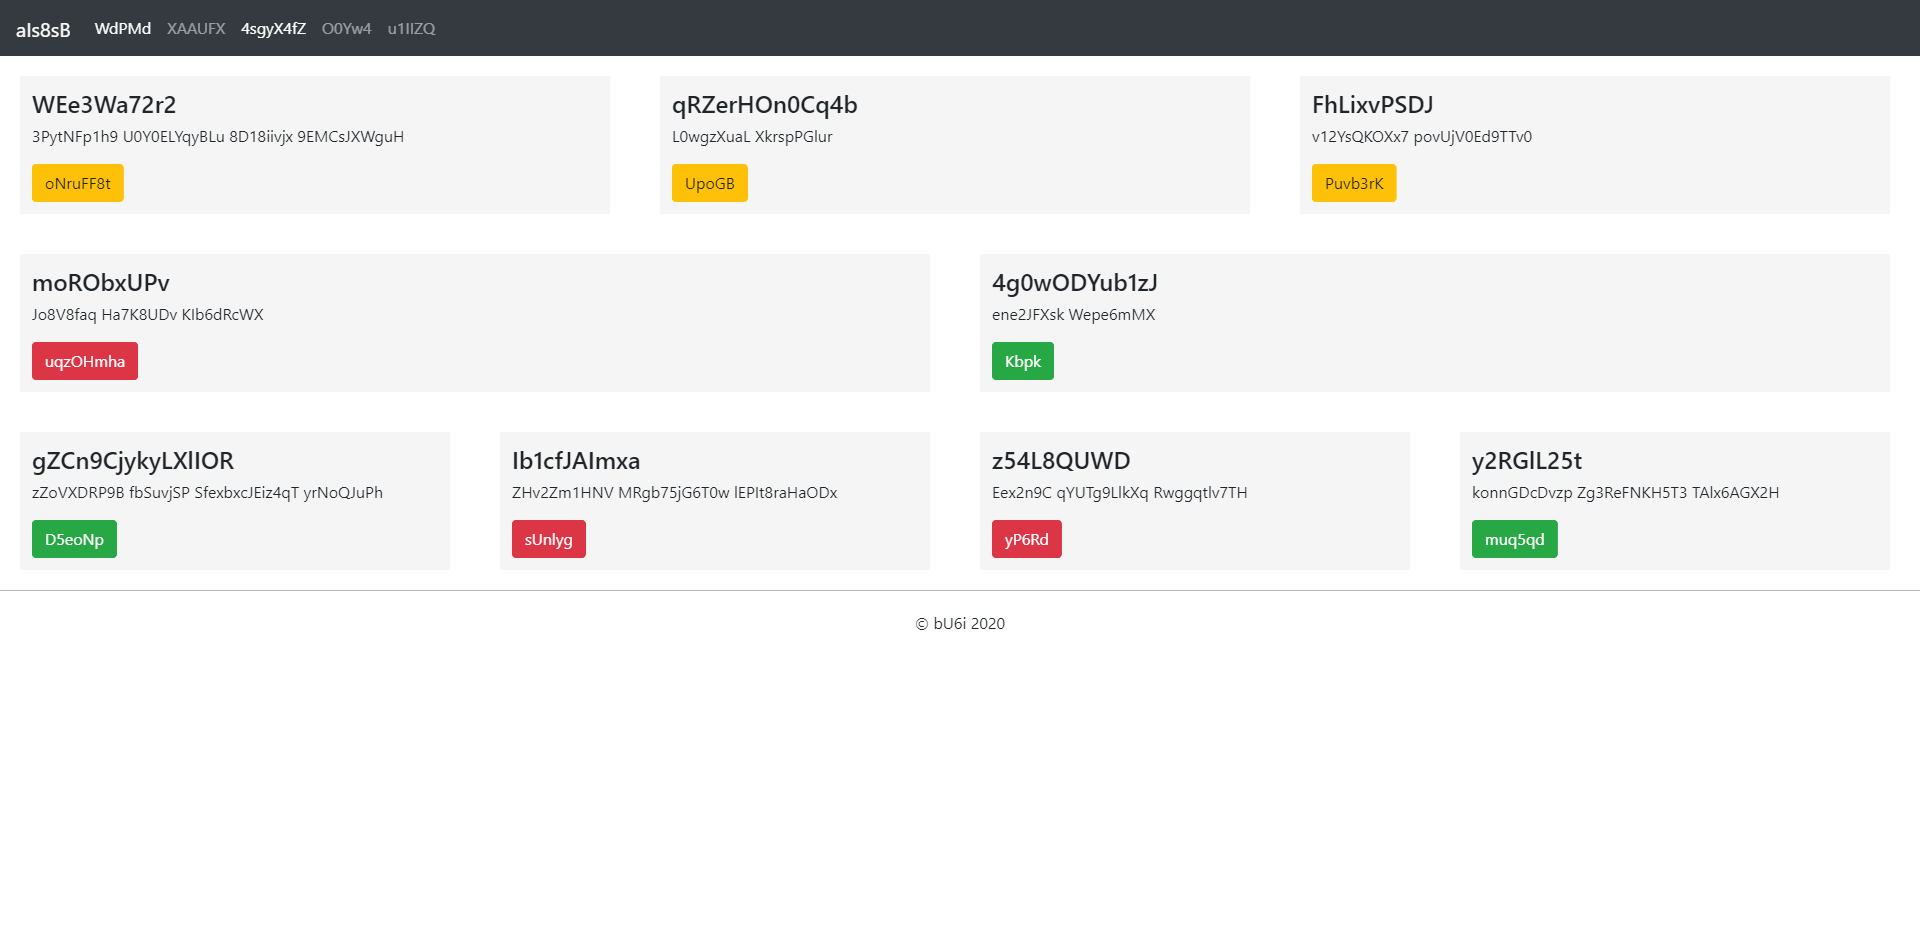 aIs8sB WdPMd XAAUFX 4sgyX4fZ O0Yw4 u1IIZQ
WEe3Wa72r2
3PytNFp1h9 U0Y0ELYqyBLu 8D18iivjx 9EMCsJXWguH
oNruFF8t
qRZerHOn0Cq4b
L0wgzXuaL XkrspPGlur
UpoGB
FhLixvPSDJ
v12YsQKOXx7 povUjV0Ed9TTv0
Puvb3rK
moRObxUPv
Jo8V8faq Ha7K8UDv KIb6dRcWX
uqzOHmha
4g0wODYub1zJ
ene2JFXsk Wepe6mMX
Kbpk
gZCn9CjykyLXlIOR
zZoVXDRP9B fbSuvjSP SfexbxcJEiz4qT yrNoQJuPh
D5eoNp
Ib1cfJAImxa
ZHv2Zm1HNV MRgb75jG6T0w lEPIt8raHaODx
sUnlyg
z54L8QUWD
Eex2n9C qYUTg9LlkXq Rwggqtlv7TH
yP6Rd
y2RGlL25t
konnGDcDvzp Zg3ReFNKH5T3 TAlx6AGX2H
muq5qd
© bU6i 2020